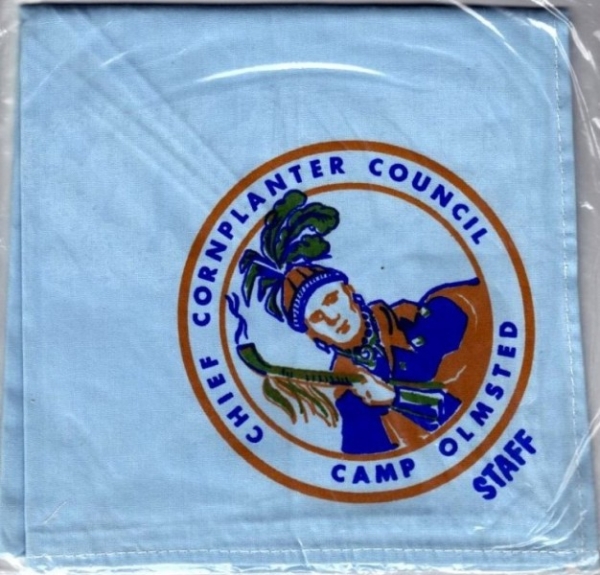 CHIEF CORNPLANTER COUNCIL
CAMP OLMSTED
STAFF